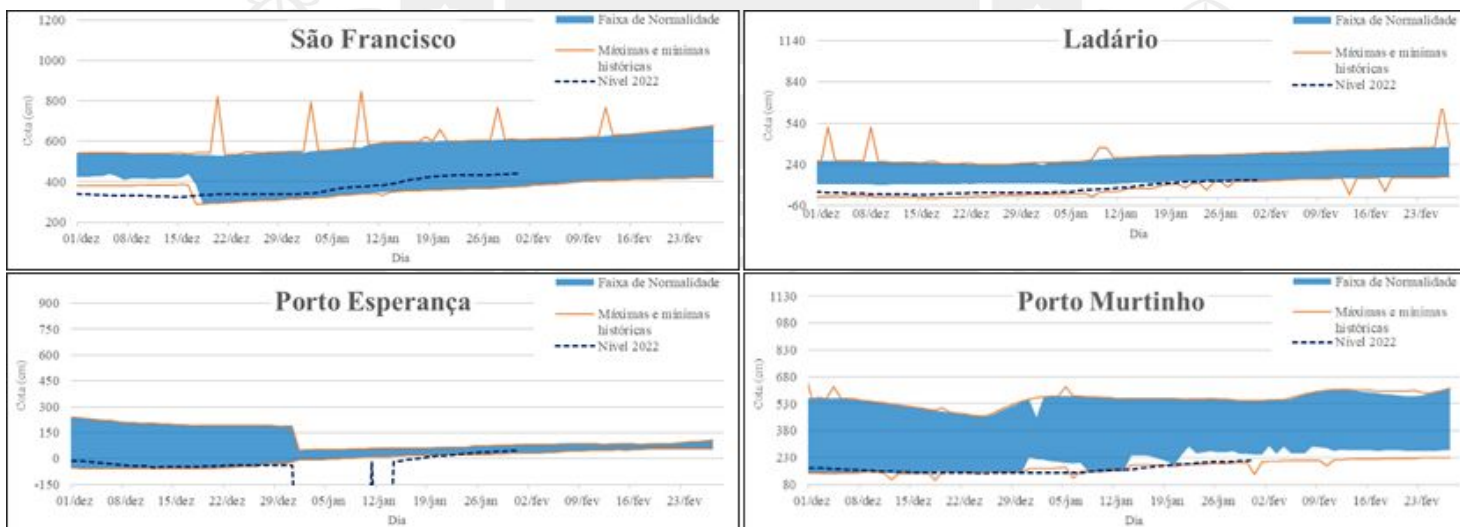 São Francisco
Faixa de Normalidade
Máximas e mínimas
históricas
Nível 2022
Cota (cm)
1200
1000
800
600
400
200
01/dez 08/dez 15/dez 22/dez 29/dez 05/jan 12/jan 19/jan 26/jan 02/fev 09/fev 16/fev 23/fev
Dia
Ladário
Faixa de Normalidade
Máximas e mínimas
históricas
Nível 2022
Cota (cm)
1140
840
540
240
-60
01/dez 08/dez 15/dez 22/dez 29/dez 05/jan 12/jan 19/jan 26/jan 02/fev 09/fev 16/fev 23/fev
Dia
Porto Esperança
Faixa de Normalidade
Máximas e mínimas
históricas
Nível 2022
Cota (cm)
900
750
600
450
300
150
0
-150
01/dez 08/dez 15/dez 22/dez 29/dez 05/jan 12/jan 19/jan 26/jan 02/fev 09/fev 16/fev 23/fev
Dia
Porto Murtinho
Faixa de Normalidade
Máximas e mínimas
históricas
Nível 2022
Cota (cm)
1130
980
830
680
530
380
230
80
01/dez 08/dez 15/dez 22/dez 29/dez 05/jan 12/jan 19/jan 26/jan 02/fev 09/fev 16/fev 23/fev
Dia